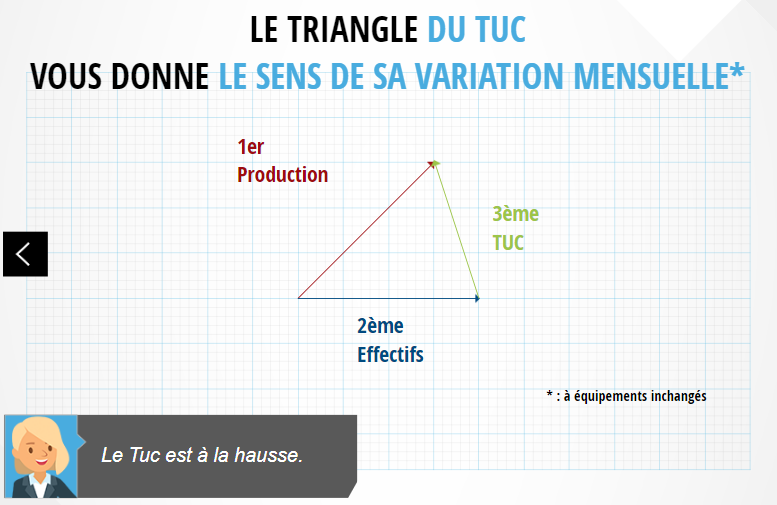 LE TRIANGLE DU TUC
VOUS DONNE LE SENS DE SA VARIATION MENSUELLE*
1er
Production
3ème
TUC
2ème
Effectifs
* : à équipements inchangés
Le Tuc est à la hausse.